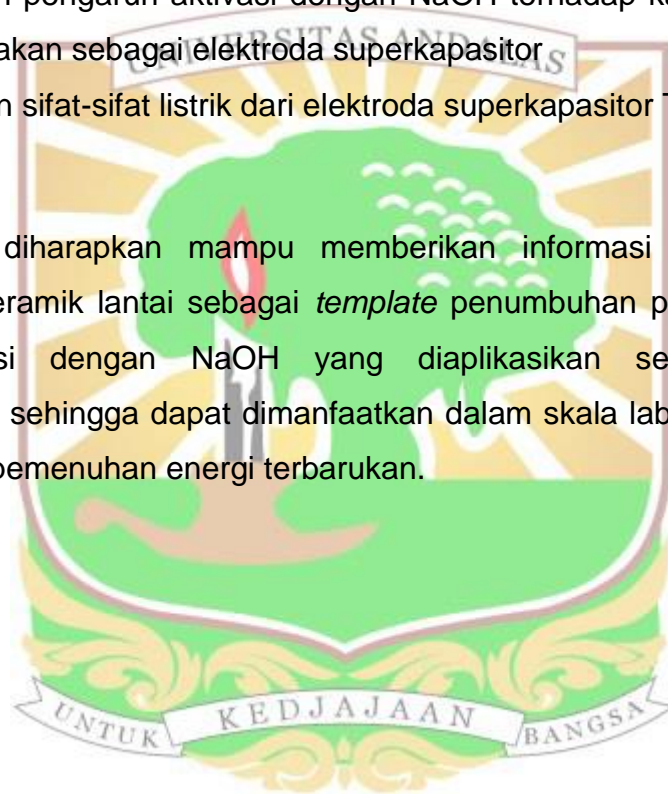 pengaruh aktivasi dengan NaOH terhadap
akan sebagai elektroda superkapasitor
UNIVERSITAS ANDALAS
sifat-sifat listrik dari elektroda superkapasitor
diharapkan mampu memberikan informasi
eramik lantai sebagai template penumbuhan
si dengan NaOH yang diaplikasikan
sehingga dapat dimanfaatkan dalam skala
pemenuhan energi terbarukan.
UNTUK KEDJAJAAN BANGSA